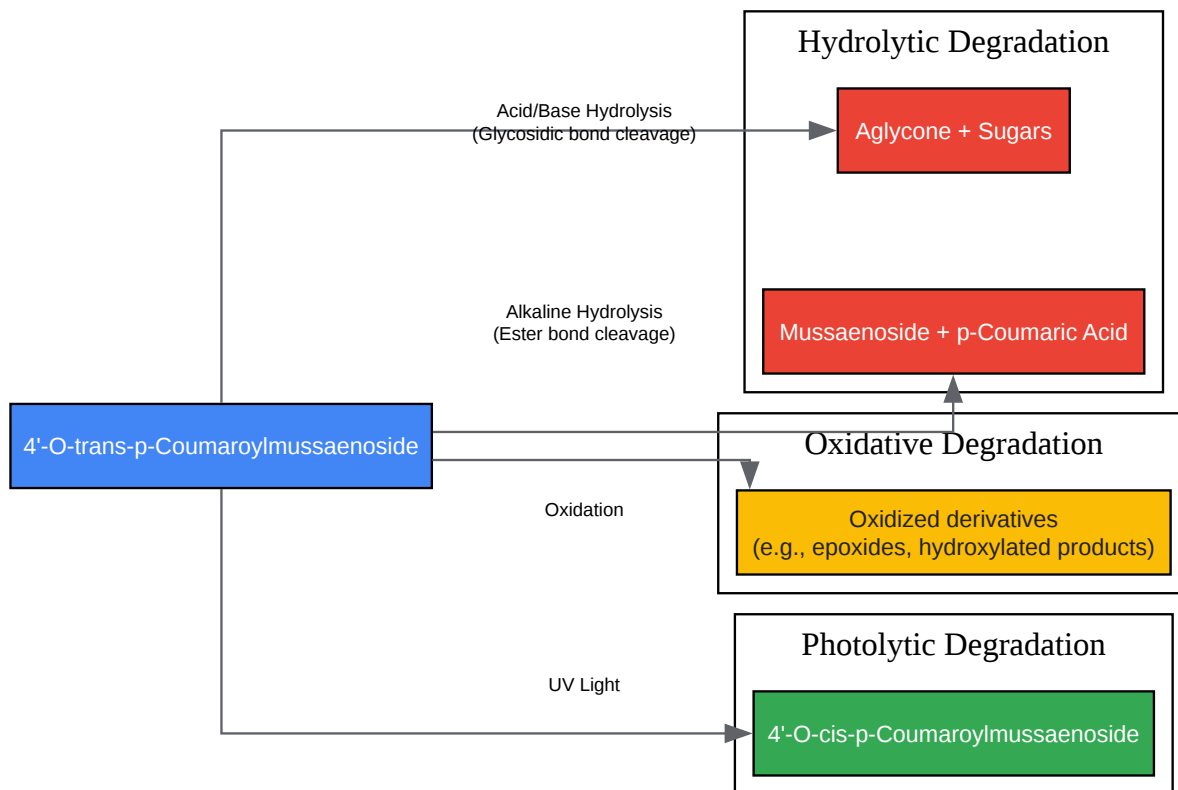 Hydrolytic Degradation
Acid/Base Hydrolysis
(Glycosidic bond cleavage)
Aglycone + Sugars
Alkaline Hydrolysis
(Ester bond cleavage)
Mussaenoside + p-Coumaric Acid
4'-O-trans-p-Coumaroylmussaenoside
Oxidative Degradation
Oxidation
Oxidized derivatives
(e.g., epoxides, hydroxylated products)
Photolytic Degradation
UV Light
4'-O-cis-p-Coumaroylmussaenoside